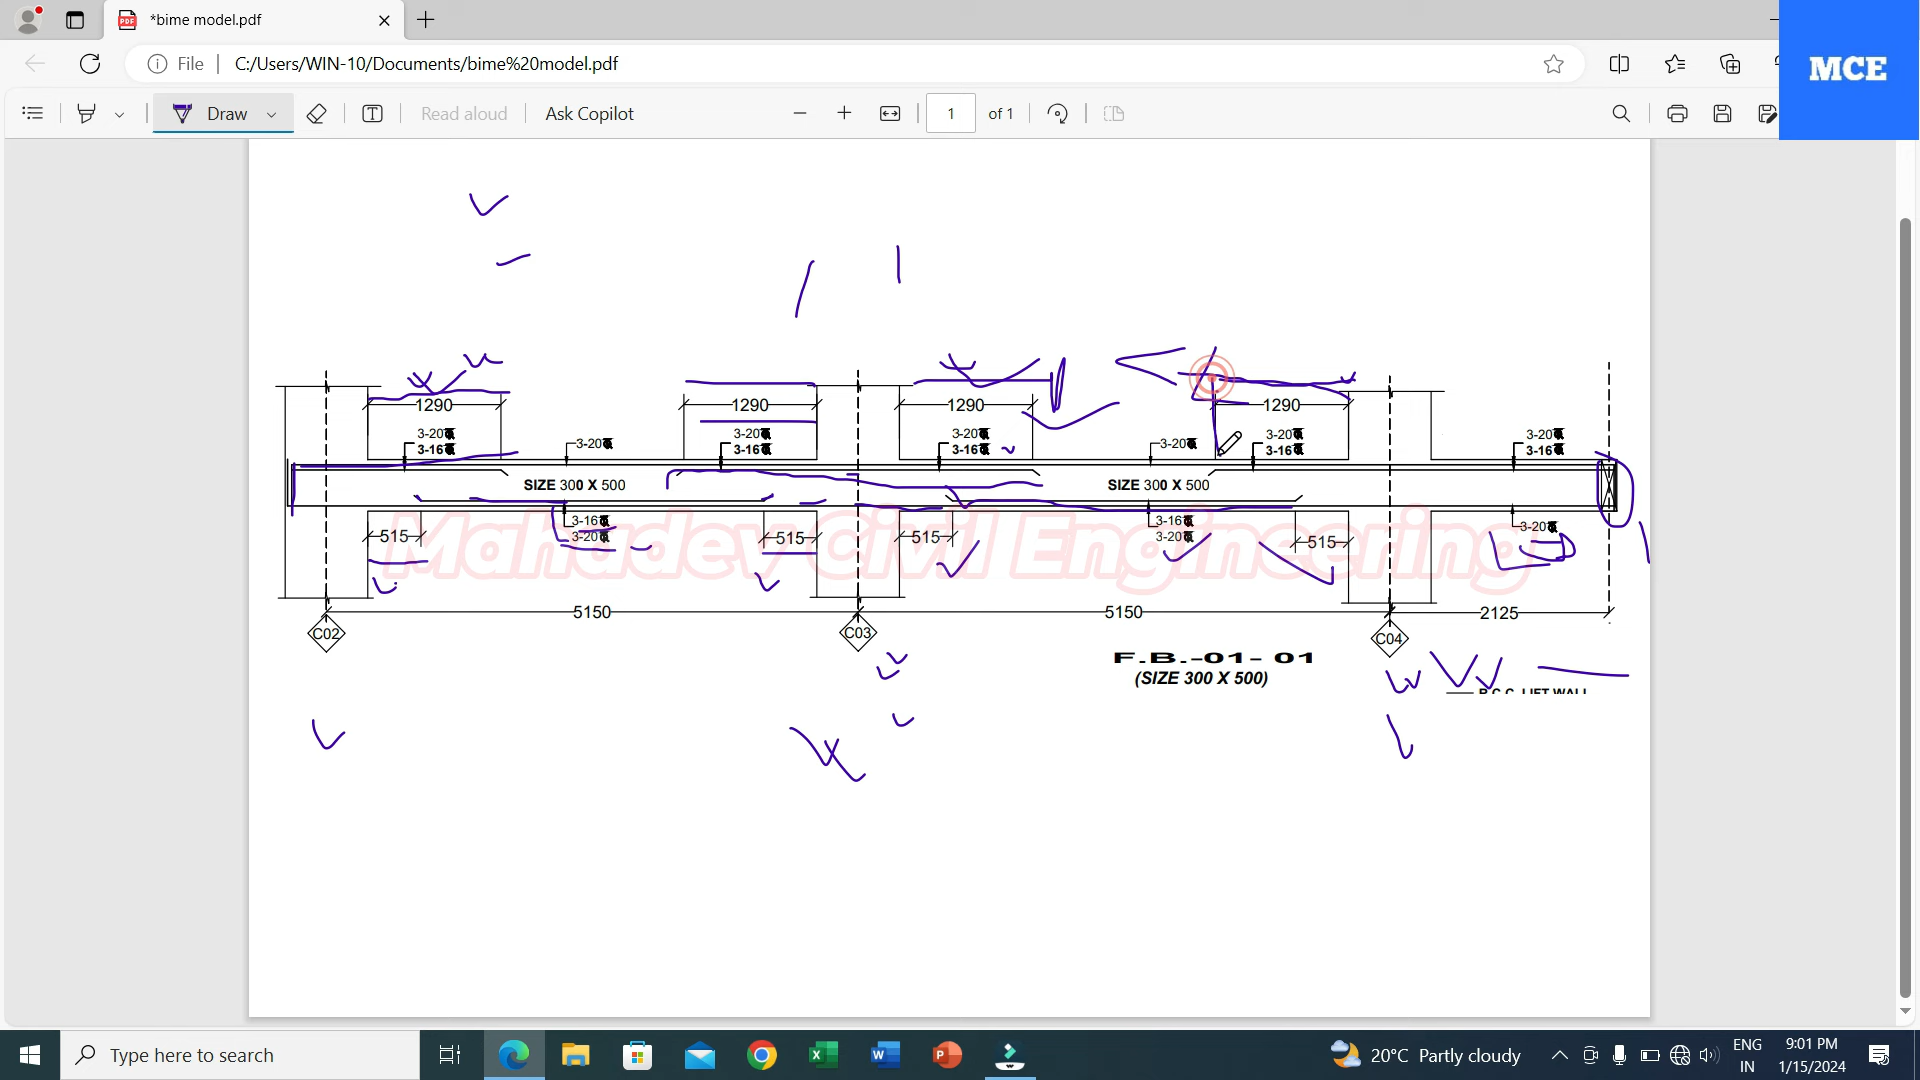 *bime model.pdf
MCE
File
C:/Users/WIN-10/Documents/bime%20model.pdf
Draw
Read aloud
Ask Copilot
1
of 1
1290
1290
1290
1290
3-20
3-16
3-20
3-20
3-16
3-20
3-16
3-20
3-20
3-16
3-20
3-16
SIZE 300 X 500
SIZE 300 X 500
Mahadev Civil Engineering
3-16
3-20
3-16
3-20
3-20
515
515
515
515
5150
5150
2125
C02
C03
C04
F.B.-01- 01
(SIZE 300 X 500)
R.C.C. LIFT WALL
Type here to search
20°C Partly cloudy
ENG
IN
9:01 PM
1/15/2024